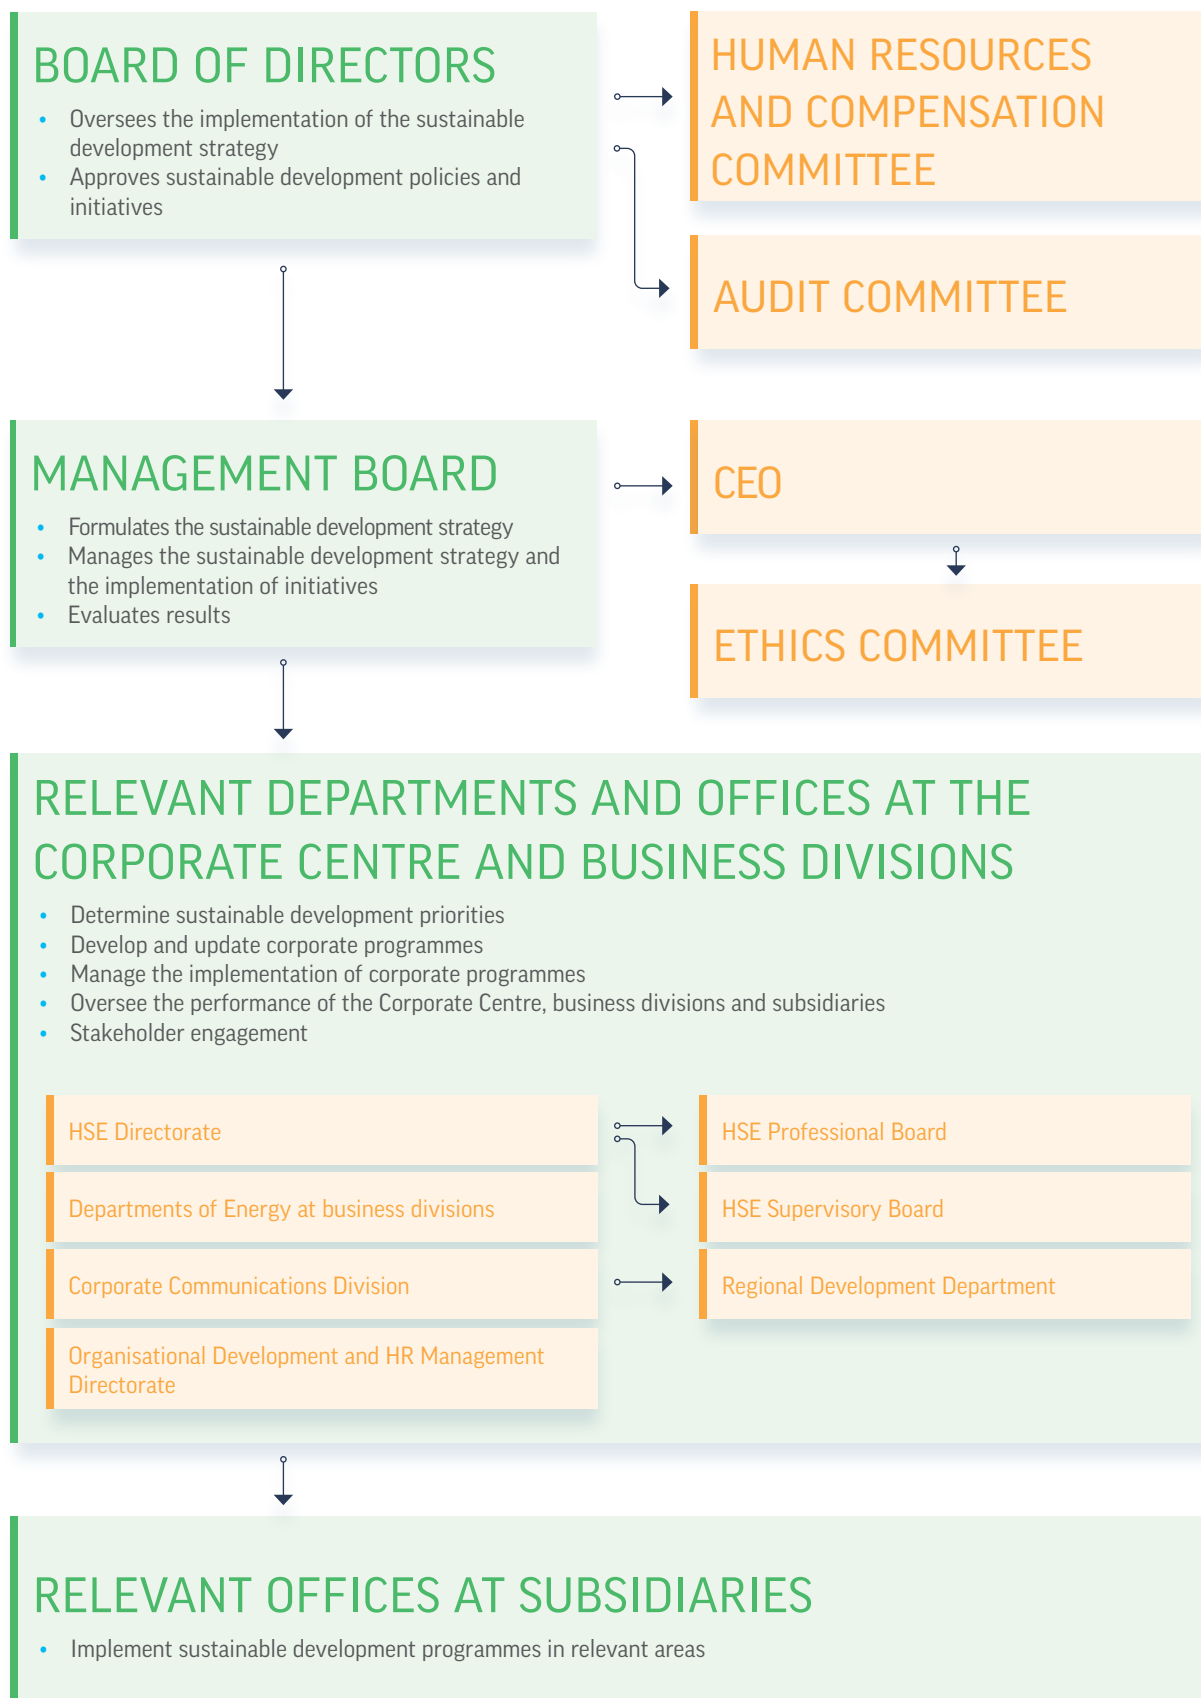 BOARD OF DIRECTORS
• Oversees the implementation of the sustainable
development strategy
• Approves sustainable development policies and
initiatives
HUMAN RESOURCES
AND COMPENSATION
COMMITTEE
AUDIT COMMITTEE
MANAGEMENT BOARD
• Formulates the sustainable development strategy
• Manages the sustainable development strategy and
the implementation of initiatives
• Evaluates results
CEO
ETHICS COMMITTEE
RELEVANT DEPARTMENTS AND OFFICES AT THE
CORPORATE CENTRE AND BUSINESS DIVISIONS
• Determine sustainable development priorities
• Develop and update corporate programmes
• Manage the implementation of corporate programmes
• Oversee the performance of the Corporate Centre, business divisions and subsidiaries
• Stakeholder engagement
HSE Directorate
HSE Professional Board
Departments of Energy at business divisions
HSE Supervisory Board
Corporate Communications Division
Regional Development Department
Organisational Development and HR Management
Directorate
RELEVANT OFFICES AT SUBSIDIARIES
• Implement sustainable development programmes in relevant areas